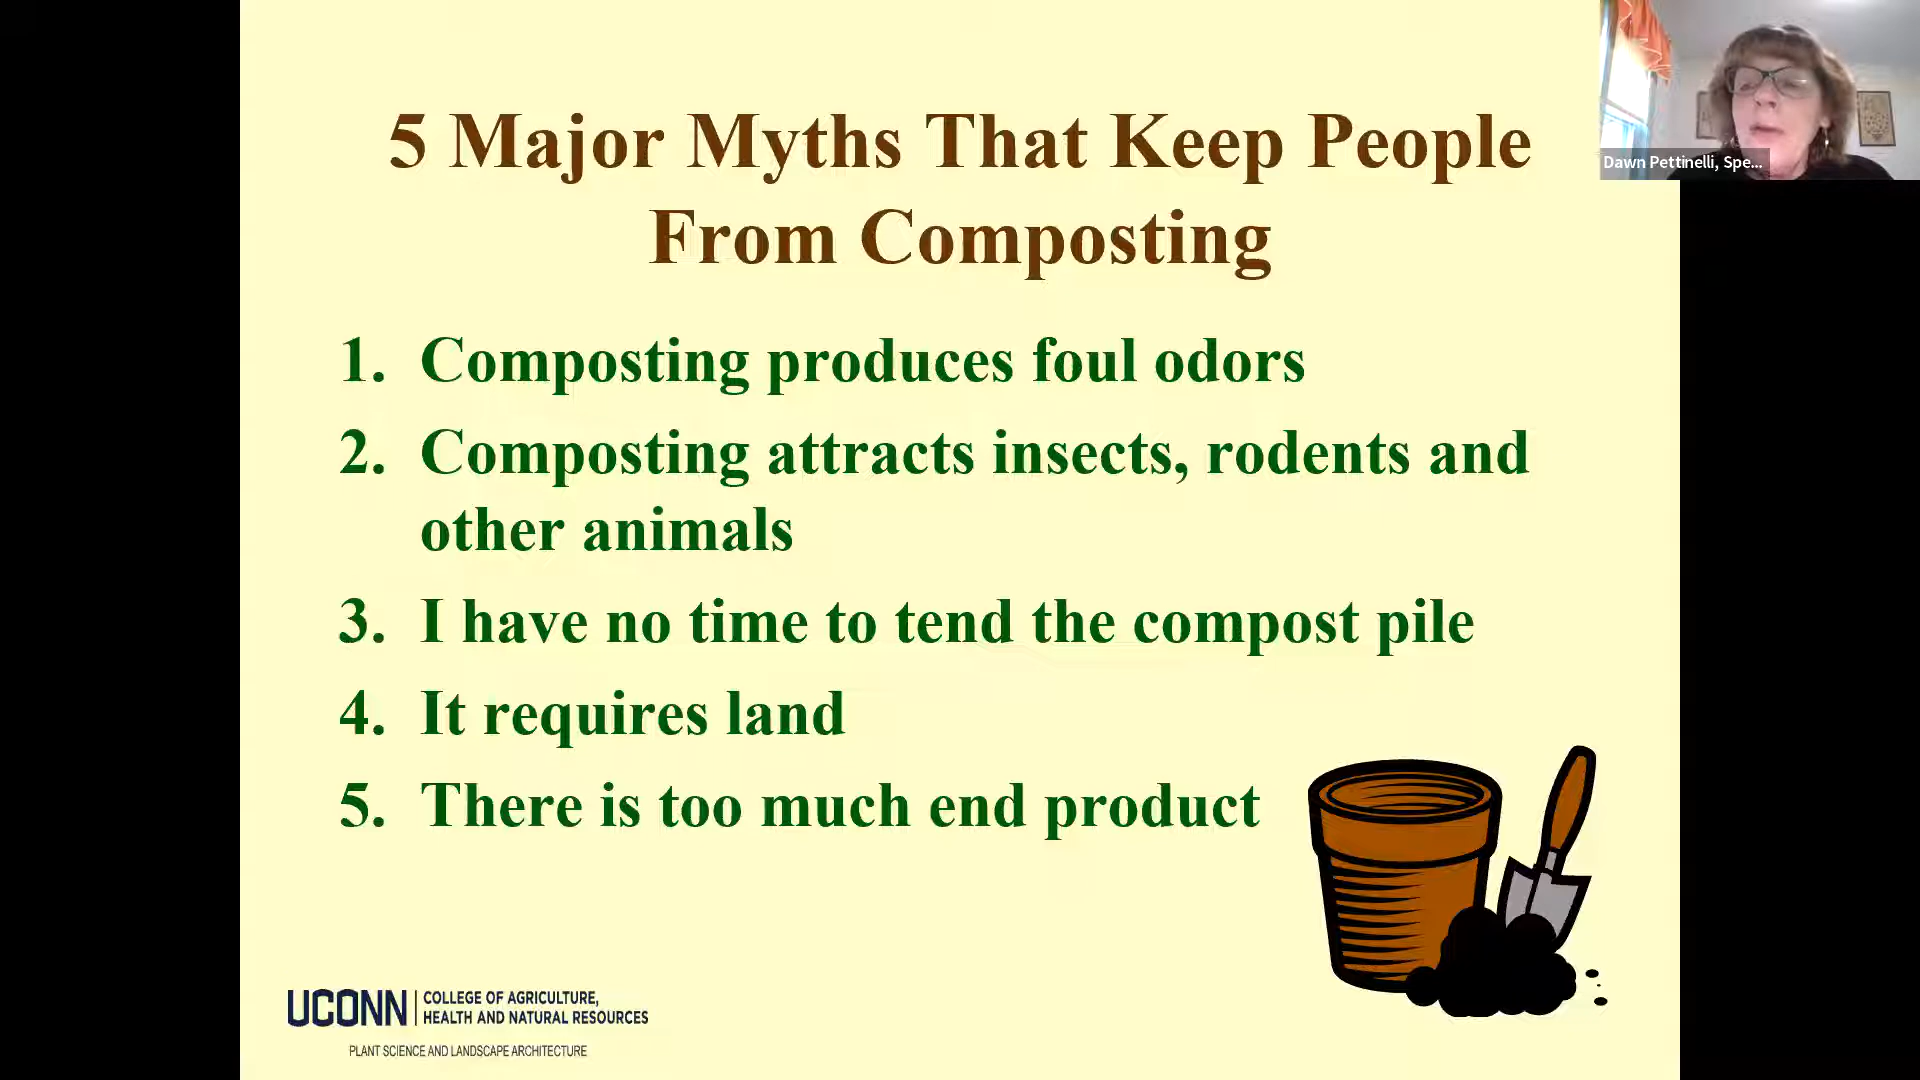 5 Major Myths That Keep People
From Composting
1. Composting produces foul odors
2. Composting attracts insects, rodents and
other animals
3. I have no time to tend the compost pile
4. It requires land
5. There is too much end product
Dawn Pettinelli, Spe...
UCONN
COLLEGE OF AGRICULTURE,
HEALTH AND NATURAL RESOURCES
PLANT SCIENCE AND LANDSCAPE ARCHITECTURE